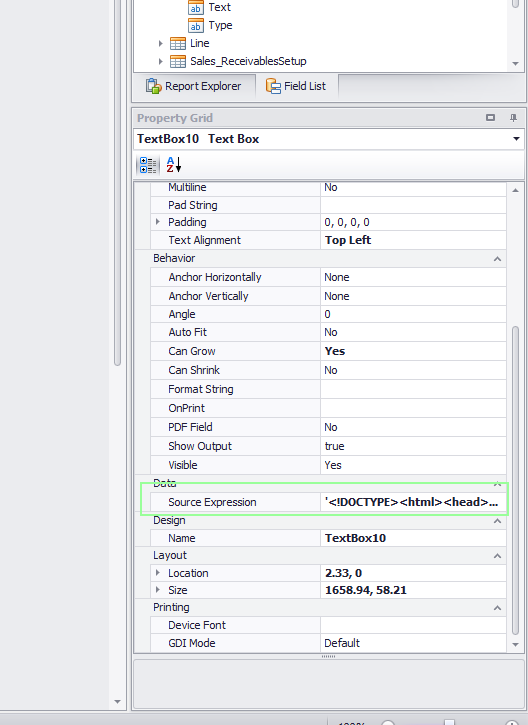 Text
Type
Line
Sales_ReceivablesSetup
Report Explorer Field List
Property Grid
TextBox10 Text Box
Multiline No
Pad String
Padding 0, 0, 0, 0
Text Alignment Top Left
Behavior
Anchor Horizontally None
Anchor Vertically None
Angle 0
Auto Fit No
Can Grow Yes
Can Shrink No
Format String
OnPrint
PDF Field No
Show Output true
Visible Yes
Data
Source Expression '<!DOCTYPE><html><head>...
Design
Name TextBox10
Layout
Location 2.33, 0
Size 1658.94, 58.21
Printing
Device Font
GDI Mode Default